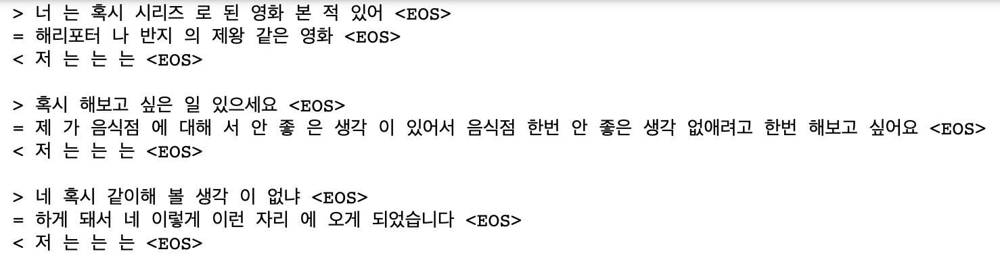 > 너 는 혹시 시리즈 로 된 영화 본 적 있어 <EOS>
= 해리포터 나 반지 의 제왕 같은 영화 <EOS>
< 저 는 는 는 <EOS>

> 혹시 해보고 싶은 일 있으세요 <EOS>
= 제 가 음식점 에 대해 서 안 좋 은 생각 이 있어서 음식점 한번 안 좋은 생각 없애려고 한번 해보고 싶어요 <EOS>
< 저 는 는 는 <EOS>

> 네 혹시 같이해 볼 생각 이 없냐 <EOS>
= 하게 돼서 네 이렇게 이런 자리 에 오게 되었습니다 <EOS>
< 저 는 는 는 <EOS>